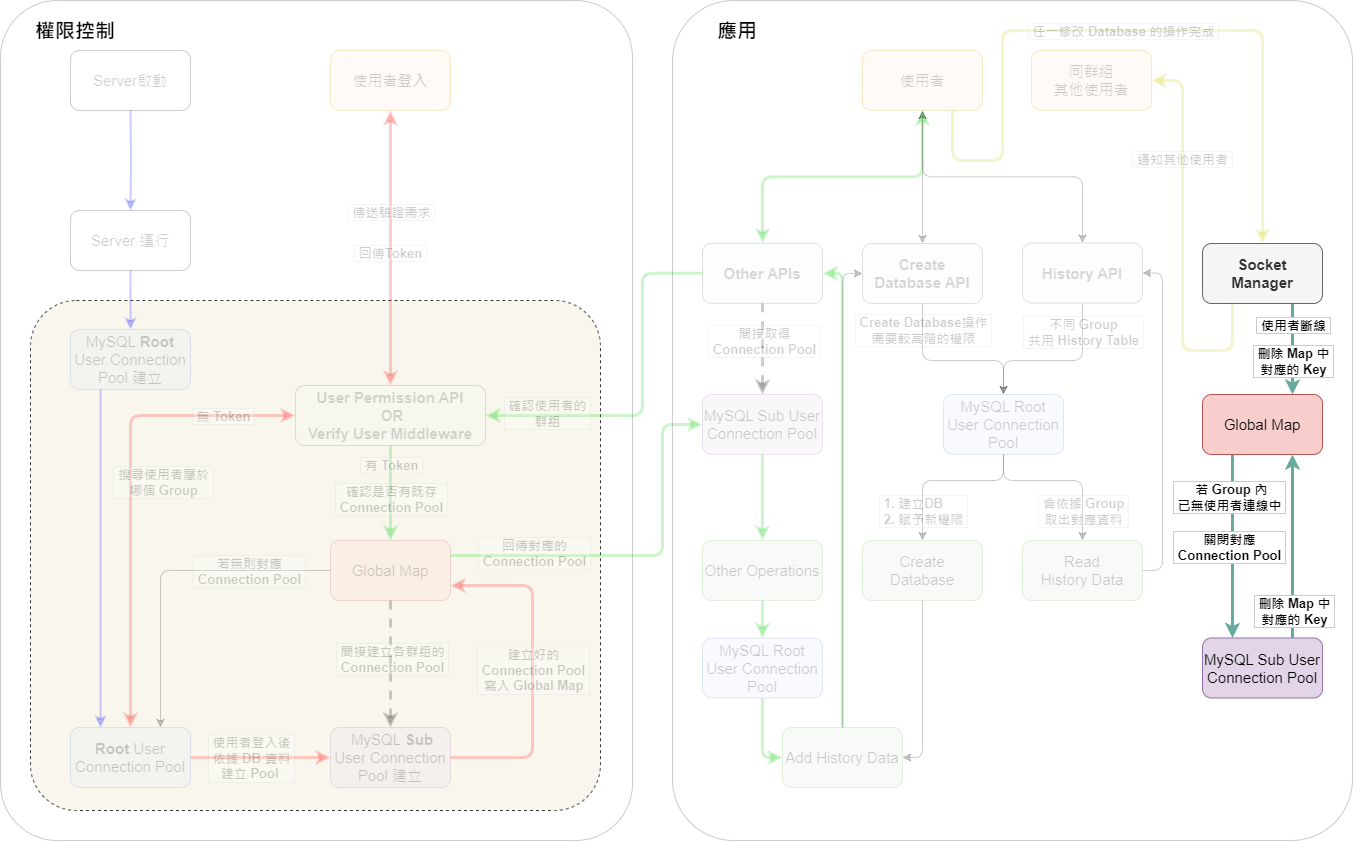 權限控制
Server啟動
使用者登入
傳送驗證需求
回傳Token
Server 運行
MySQL Root
User Connection
Pool 建立
User Permission API
OR
Verify User Middleware
無 Token
有 Token
搜尋使用者屬於
哪個 Group
確認是否有既存
Connection Pool
若無則對應
Connection Pool
Global Map
回傳對應的
Connection Pool
間接建立各群組的
Connection Pool
建立好的
Connection Pool
寫入 Global Map
Root User
Connection Pool
使用者登入後
依據 DB 資料
建立 Pool
MySQL Sub
User Connection
Pool 建立
應用
任一修改 Database 的操作完成
使用者
同群組
其他使用者
通知其他使用者
Other APIs
Create
Database API
History API
Socket
Manager
間接取得
Connection Pool
Create Database操作
需要較高階的權限
不同 Group
共用 History Table
使用者斷線
刪除 Map 中
對應的 Key
確認使用者的
群組
MySQL Sub User
Connection Pool
MySQL Root
User Connection
Pool
Global Map
1. 建立DB
2. 賦予新權限
會依據 Group
取出對應資料
若 Group 內
已無使用者連線中
關閉對應
Connection Pool
Other Operations
Create
Database
Read
History Data
刪除 Map 中
對應的 Key
MySQL Root
User Connection
Pool
MySQL Sub User
Connection Pool
Add History Data